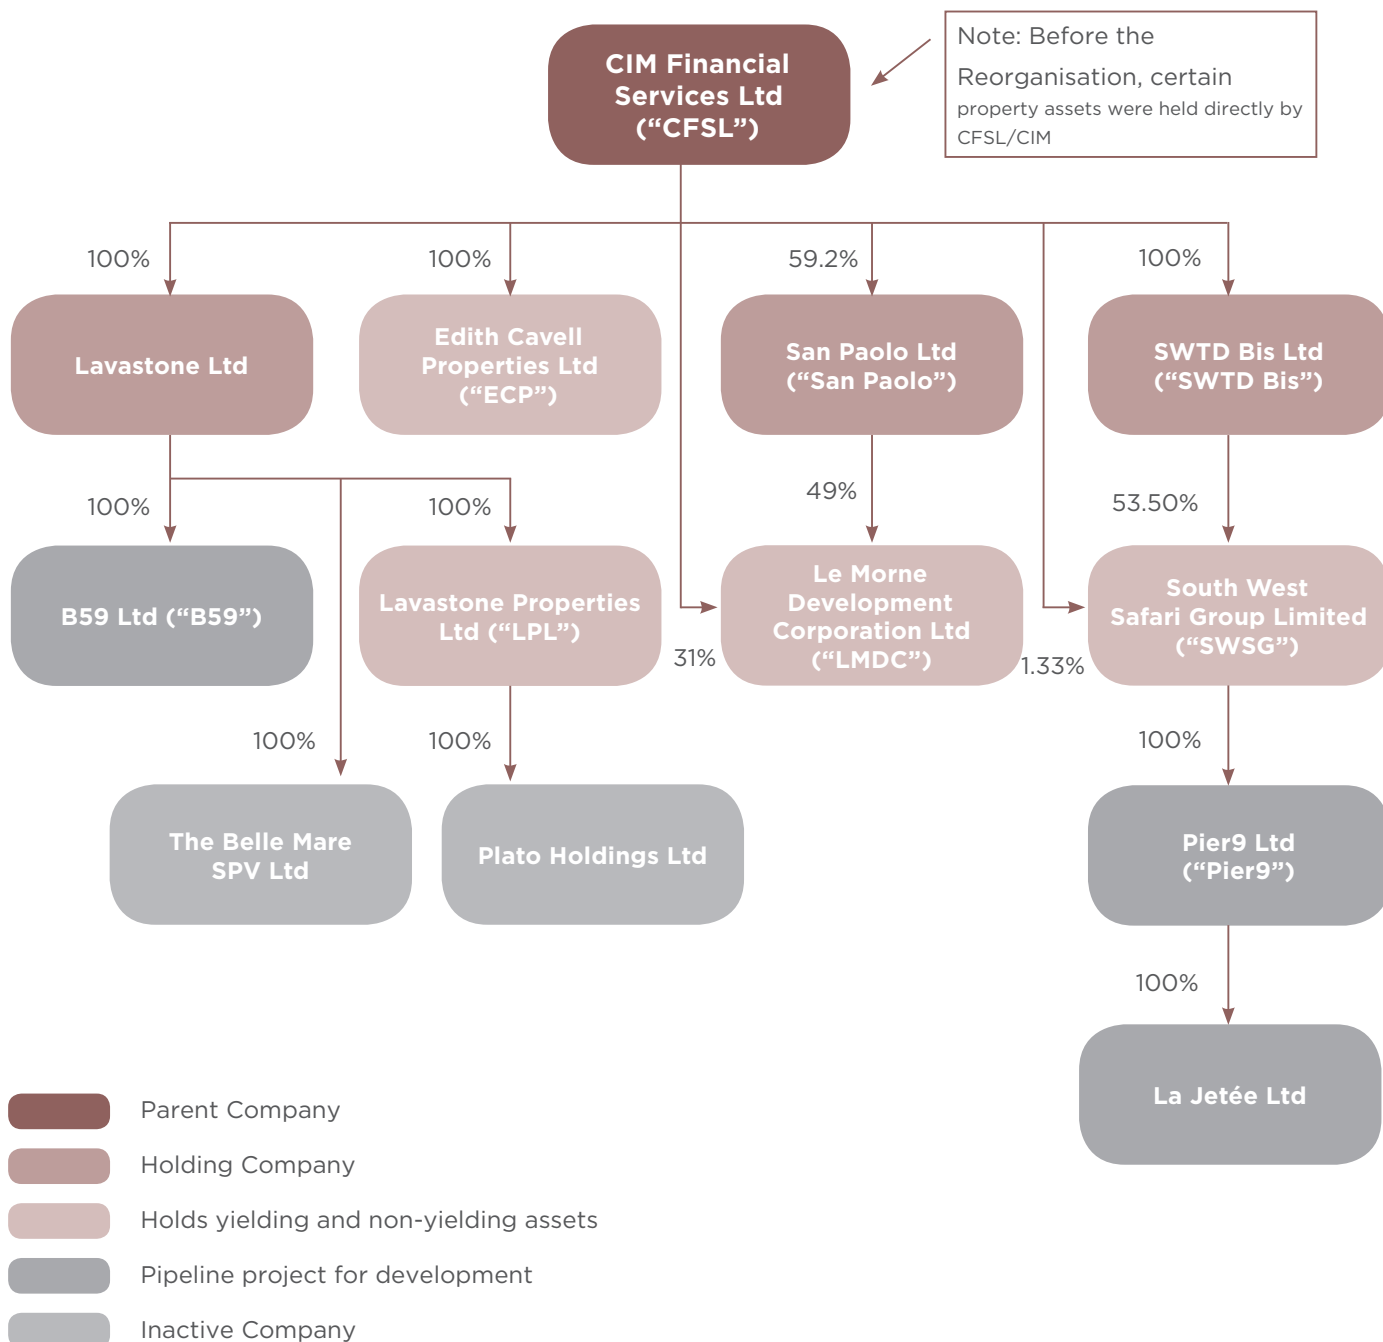 CIM Financial
Services Ltd
(“CFSL”)
Note: Before the
Reorganisation, certain
property assets were held directly by
CFSL/CIM
100%
100%
59.2%
100%
Lavastone Ltd
Edith Cavell
Properties Ltd
(“ECP”)
San Paolo Ltd
(“San Paolo”)
SWTD Bis Ltd
(“SWTD Bis”)
100%
100%
49%
53.50%
B59 Ltd (“B59”)
Lavastone Properties
Ltd (“LPL”)
31%
Le Morne
Development
Corporation Ltd
(“LMDC”)
1.33%
South West
Safari Group Limited
(“SWSG”)
100%
100%
100%
The Belle Mare
SPV Ltd
Plato Holdings Ltd
Pier9 Ltd
(“Pier9”)
100%
La Jetée Ltd
Parent Company
Holding Company
Holds yielding and non-yielding assets
Pipeline project for development
Inactive Company